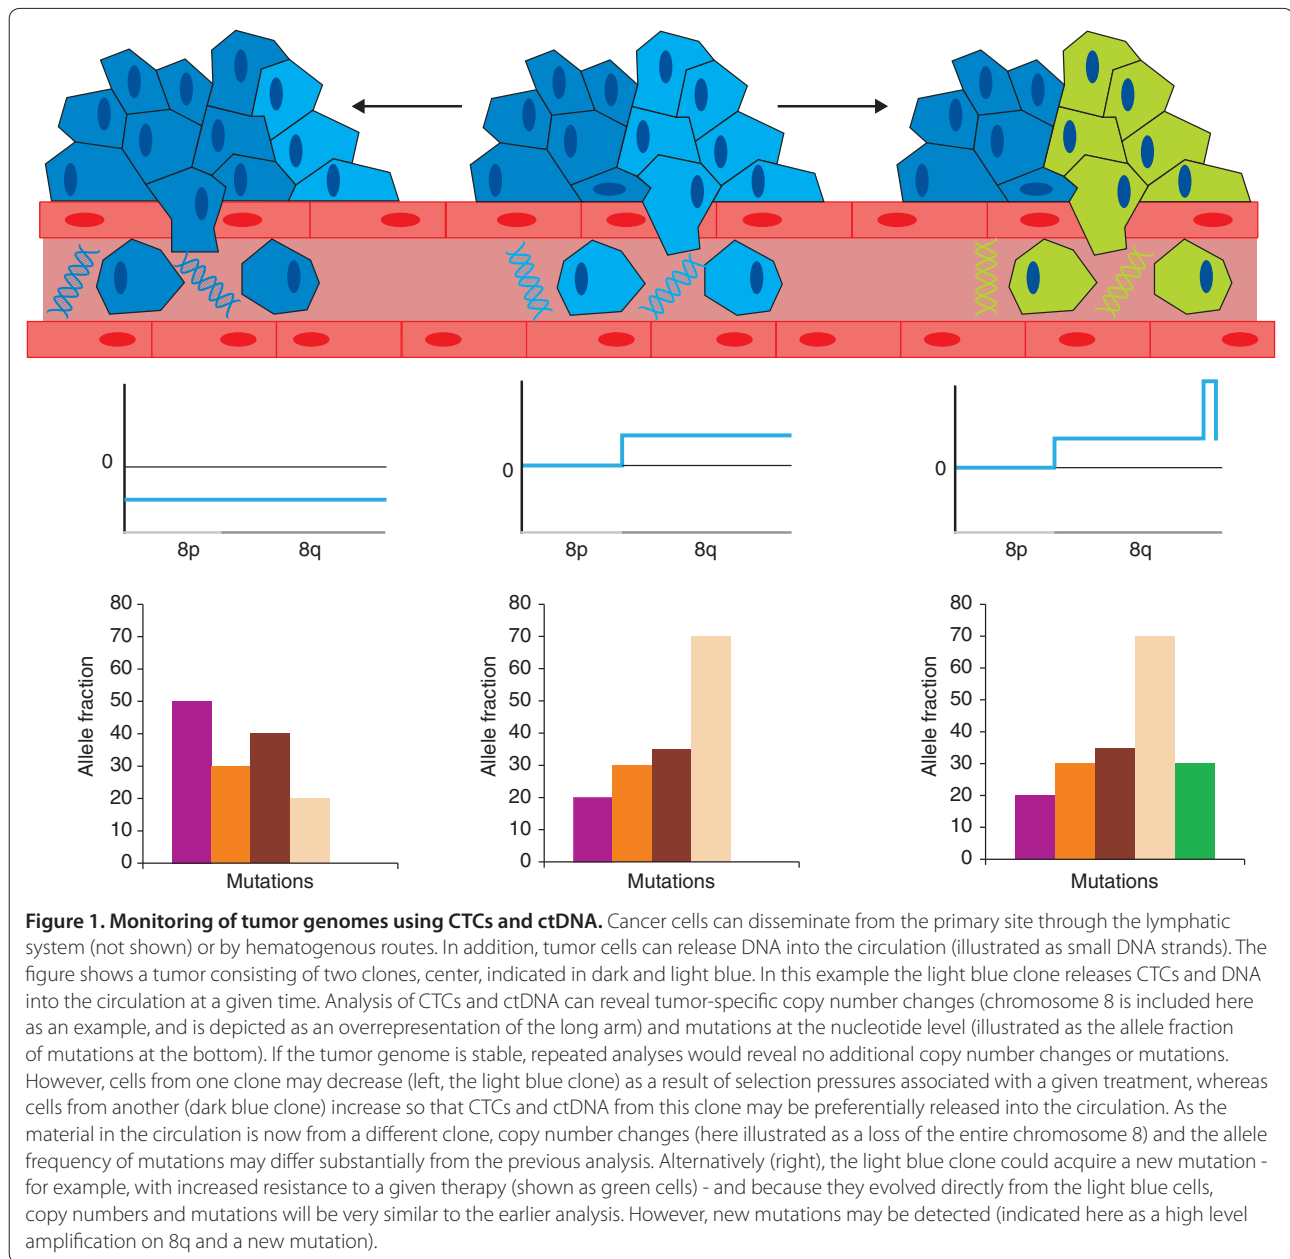 0
8p
8q
0
8p
8q
0
8p
8q
80
70
60
50
40
30
20
10
0
Allele fraction
Mutations
80
70
60
50
40
30
20
10
0
Allele fraction
Mutations
80
70
60
50
40
30
20
10
0
Allele fraction
Mutations
Figure 1. Monitoring of tumor genomes using CTCs and ctDNA. Cancer cells can disseminate from the primary site through the lymphatic
system (not shown) or by hematogenous routes. In addition, tumor cells can release DNA into the circulation (illustrated as small DNA strands). The
figure shows a tumor consisting of two clones, center, indicated in dark and light blue. In this example the light blue clone releases CTCs and DNA
into the circulation at a given time. Analysis of CTCs and ctDNA can reveal tumor-specific copy number changes (chromosome 8 is included here
as an example, and is depicted as an overrepresentation of the long arm) and mutations at the nucleotide level (illustrated as the allele fraction
of mutations at the bottom). If the tumor genome is stable, repeated analyses would reveal no additional copy number changes or mutations.
However, cells from one clone may decrease (left, the light blue clone) as a result of selection pressures associated with a given treatment, whereas
cells from another (dark blue clone) increase so that CTCs and ctDNA from this clone may be preferentially released into the circulation. As the
material in the circulation is now from a different clone, copy number changes (here illustrated as a loss of the entire chromosome 8) and the allele
frequency of mutations may differ substantially from the previous analysis. Alternatively (right), the light blue clone could acquire a new mutation -
for example, with increased resistance to a given therapy (shown as green cells) - and because they evolved directly from the light blue cells,
copy numbers and mutations will be very similar to the earlier analysis. However, new mutations may be detected (indicated here as a high level
amplification on 8q and a new mutation).